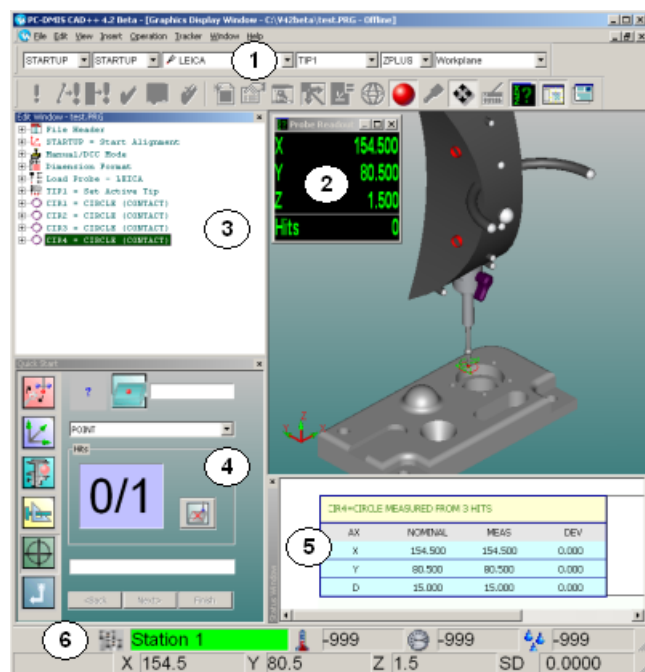 PC-DMIS CAD++ 4.2 Beta - [Graphics Display Window - C:\V42beta\test.PRG - Offline]
File Edit View Insert Operation Tracker Window Help
STARTUP STARTUP LEICA 1 TIP1 ZPLUS Workplane
Edit Window - test.PRG
File Header
STARTUP = Start Alignment
Manual/DCC Mode
Dimension Format
Load Probe - LEICA
TIP1 = Set Active Tip
CIR1 = CIRCLE (CONTACT)
CIR2 = CIRCLE (CONTACT)
CIR3 = CIRCLE (CONTACT)
CIR4 = CIRCLE (CONTACT)
3
Probe Readout
X 154.500
Y 80.500
Z 1.500
Hits 0
2
Z
Y X
Quick Start
?
POINT
Hits
0/1
4
<Back Next> Finish
Status Window
CIR4=CIRCLE MEASURED FROM 3 HITS
AX NOMINAL MEAS DEV
X 154.500 154.500 0.000
Y 80.500 80.500 0.000
D 15.000 15.000 0.000
5
6 Station 1 -999 -999 -999
X 154.5 Y 80.5 Z 1.5 SD 0.0000